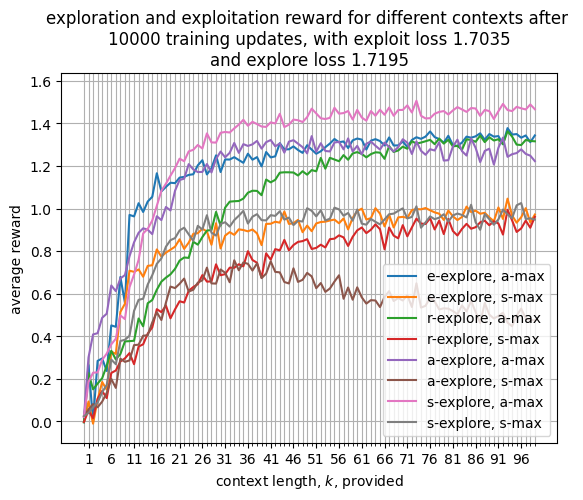 exploration and exploitation reward for different contexts after
10000 training updates, with exploit loss 1.7035
and explore loss 1.7195
1.6
1.4
1.2
1.0
0.8
0.6
0.4
0.2
0.0
average reward
e-explore, a-max
e-explore, s-max
r-explore, a-max
r-explore, s-max
a-explore, a-max
a-explore, s-max
s-explore, a-max
s-explore, s-max
1 6 11 16 21 26 31 36 41 46 51 56 61 66 71 76 81 86 91 96
context length, k, provided